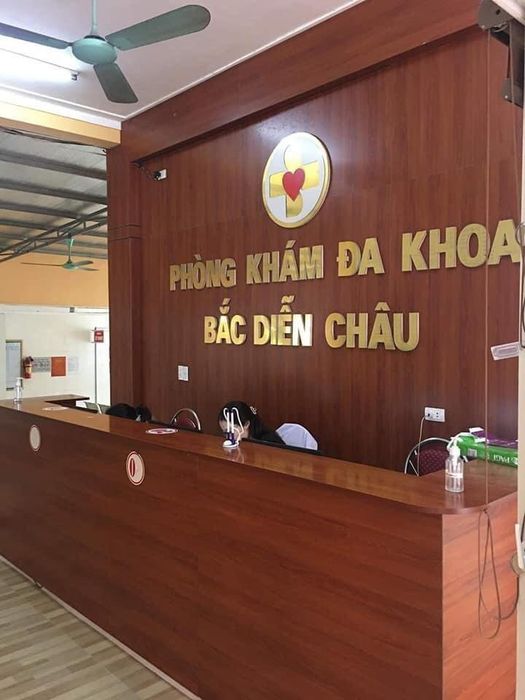 PHÒNG KHÁM ĐA KHOA
BẮC DIỄN CHÂU